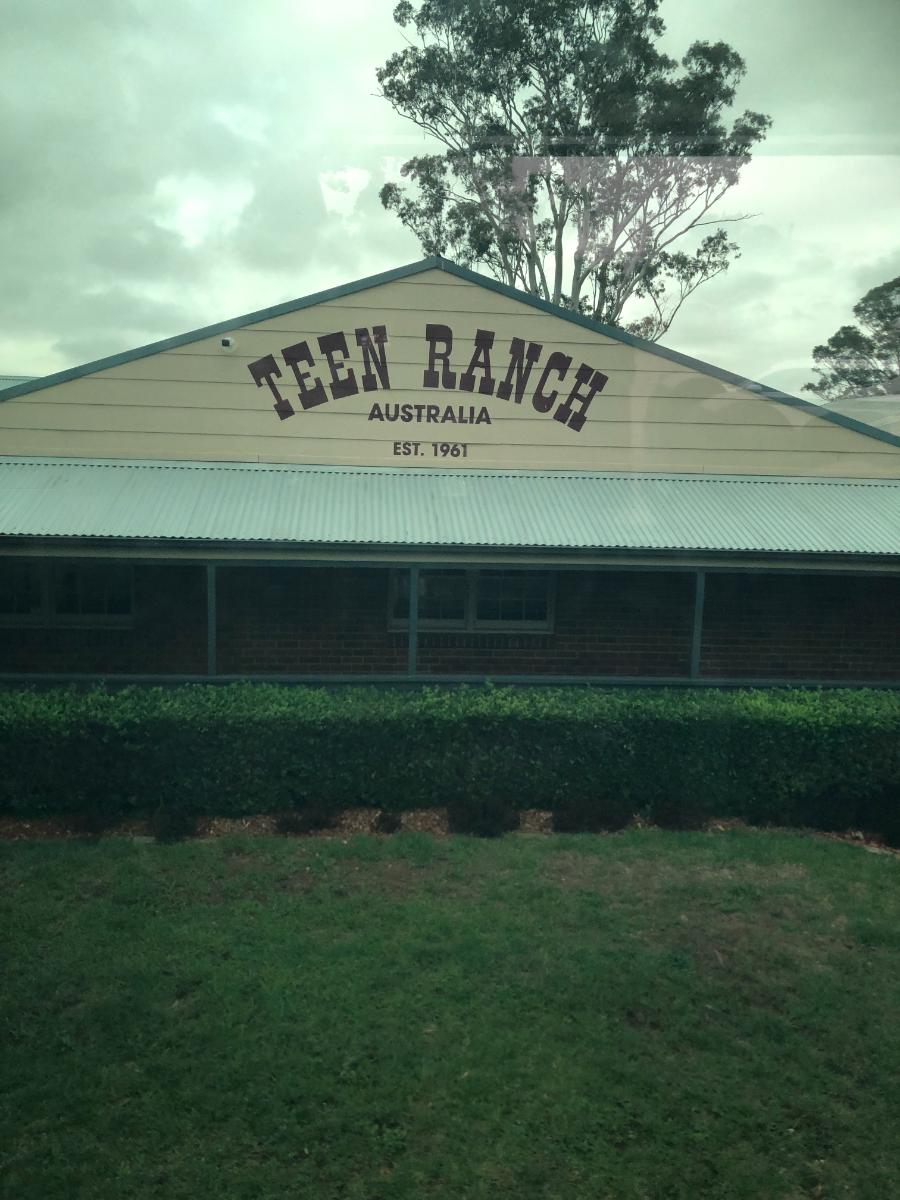 TEEN RANCH
AUSTRALIA
EST. 1961